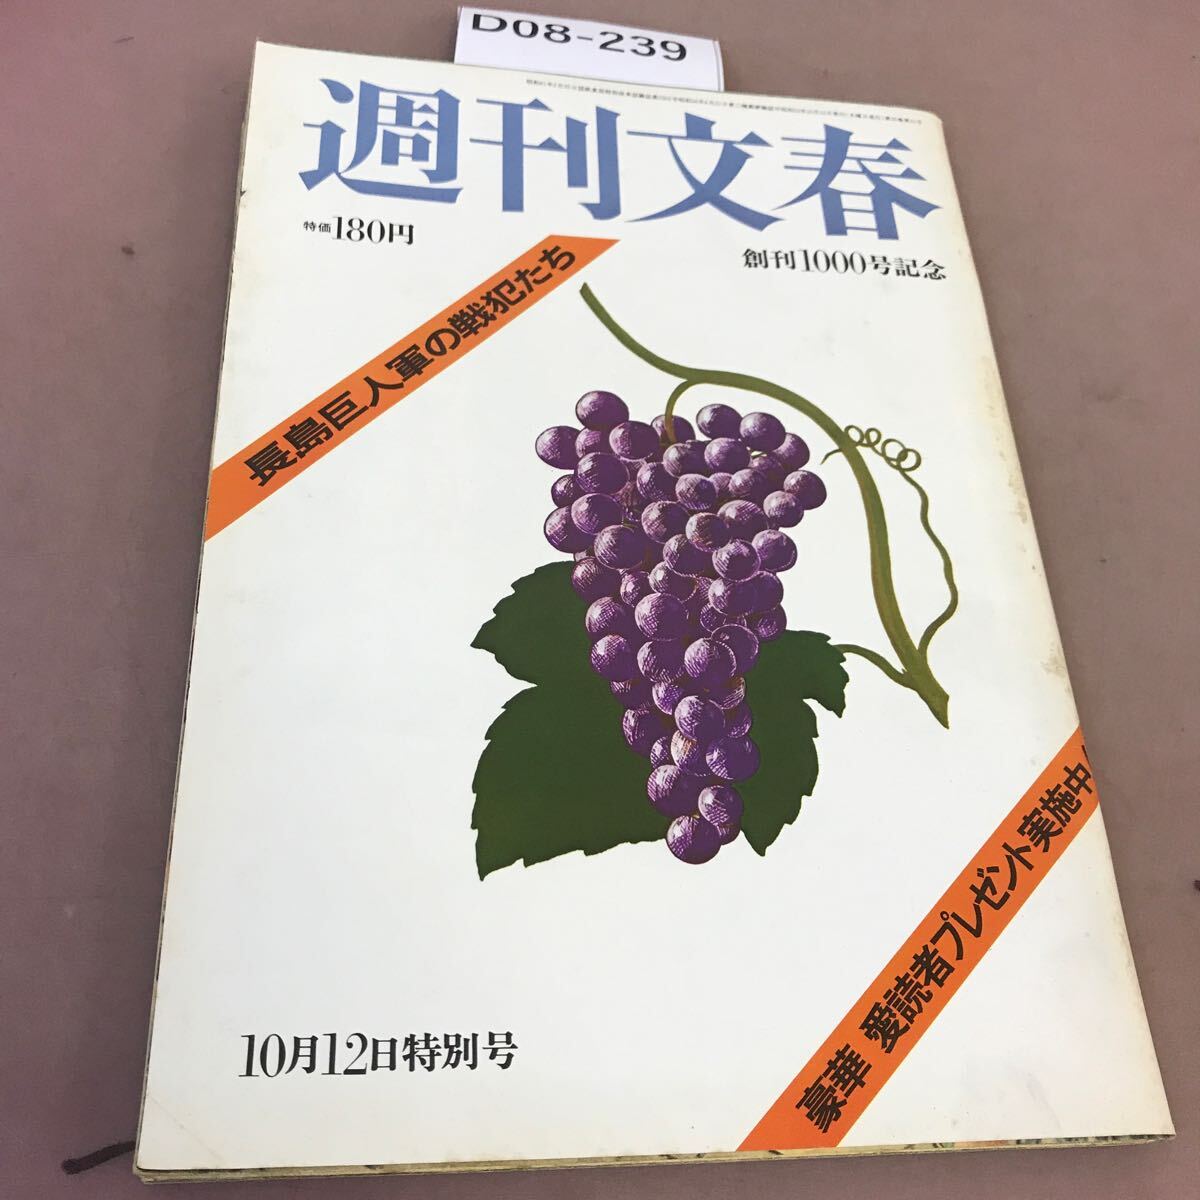 D08-239
週刊文春
特価180円
創刊1000号記念
長島巨人軍の戦犯たち
豪華 愛読者プレゼント実施中!
10月12日特別号